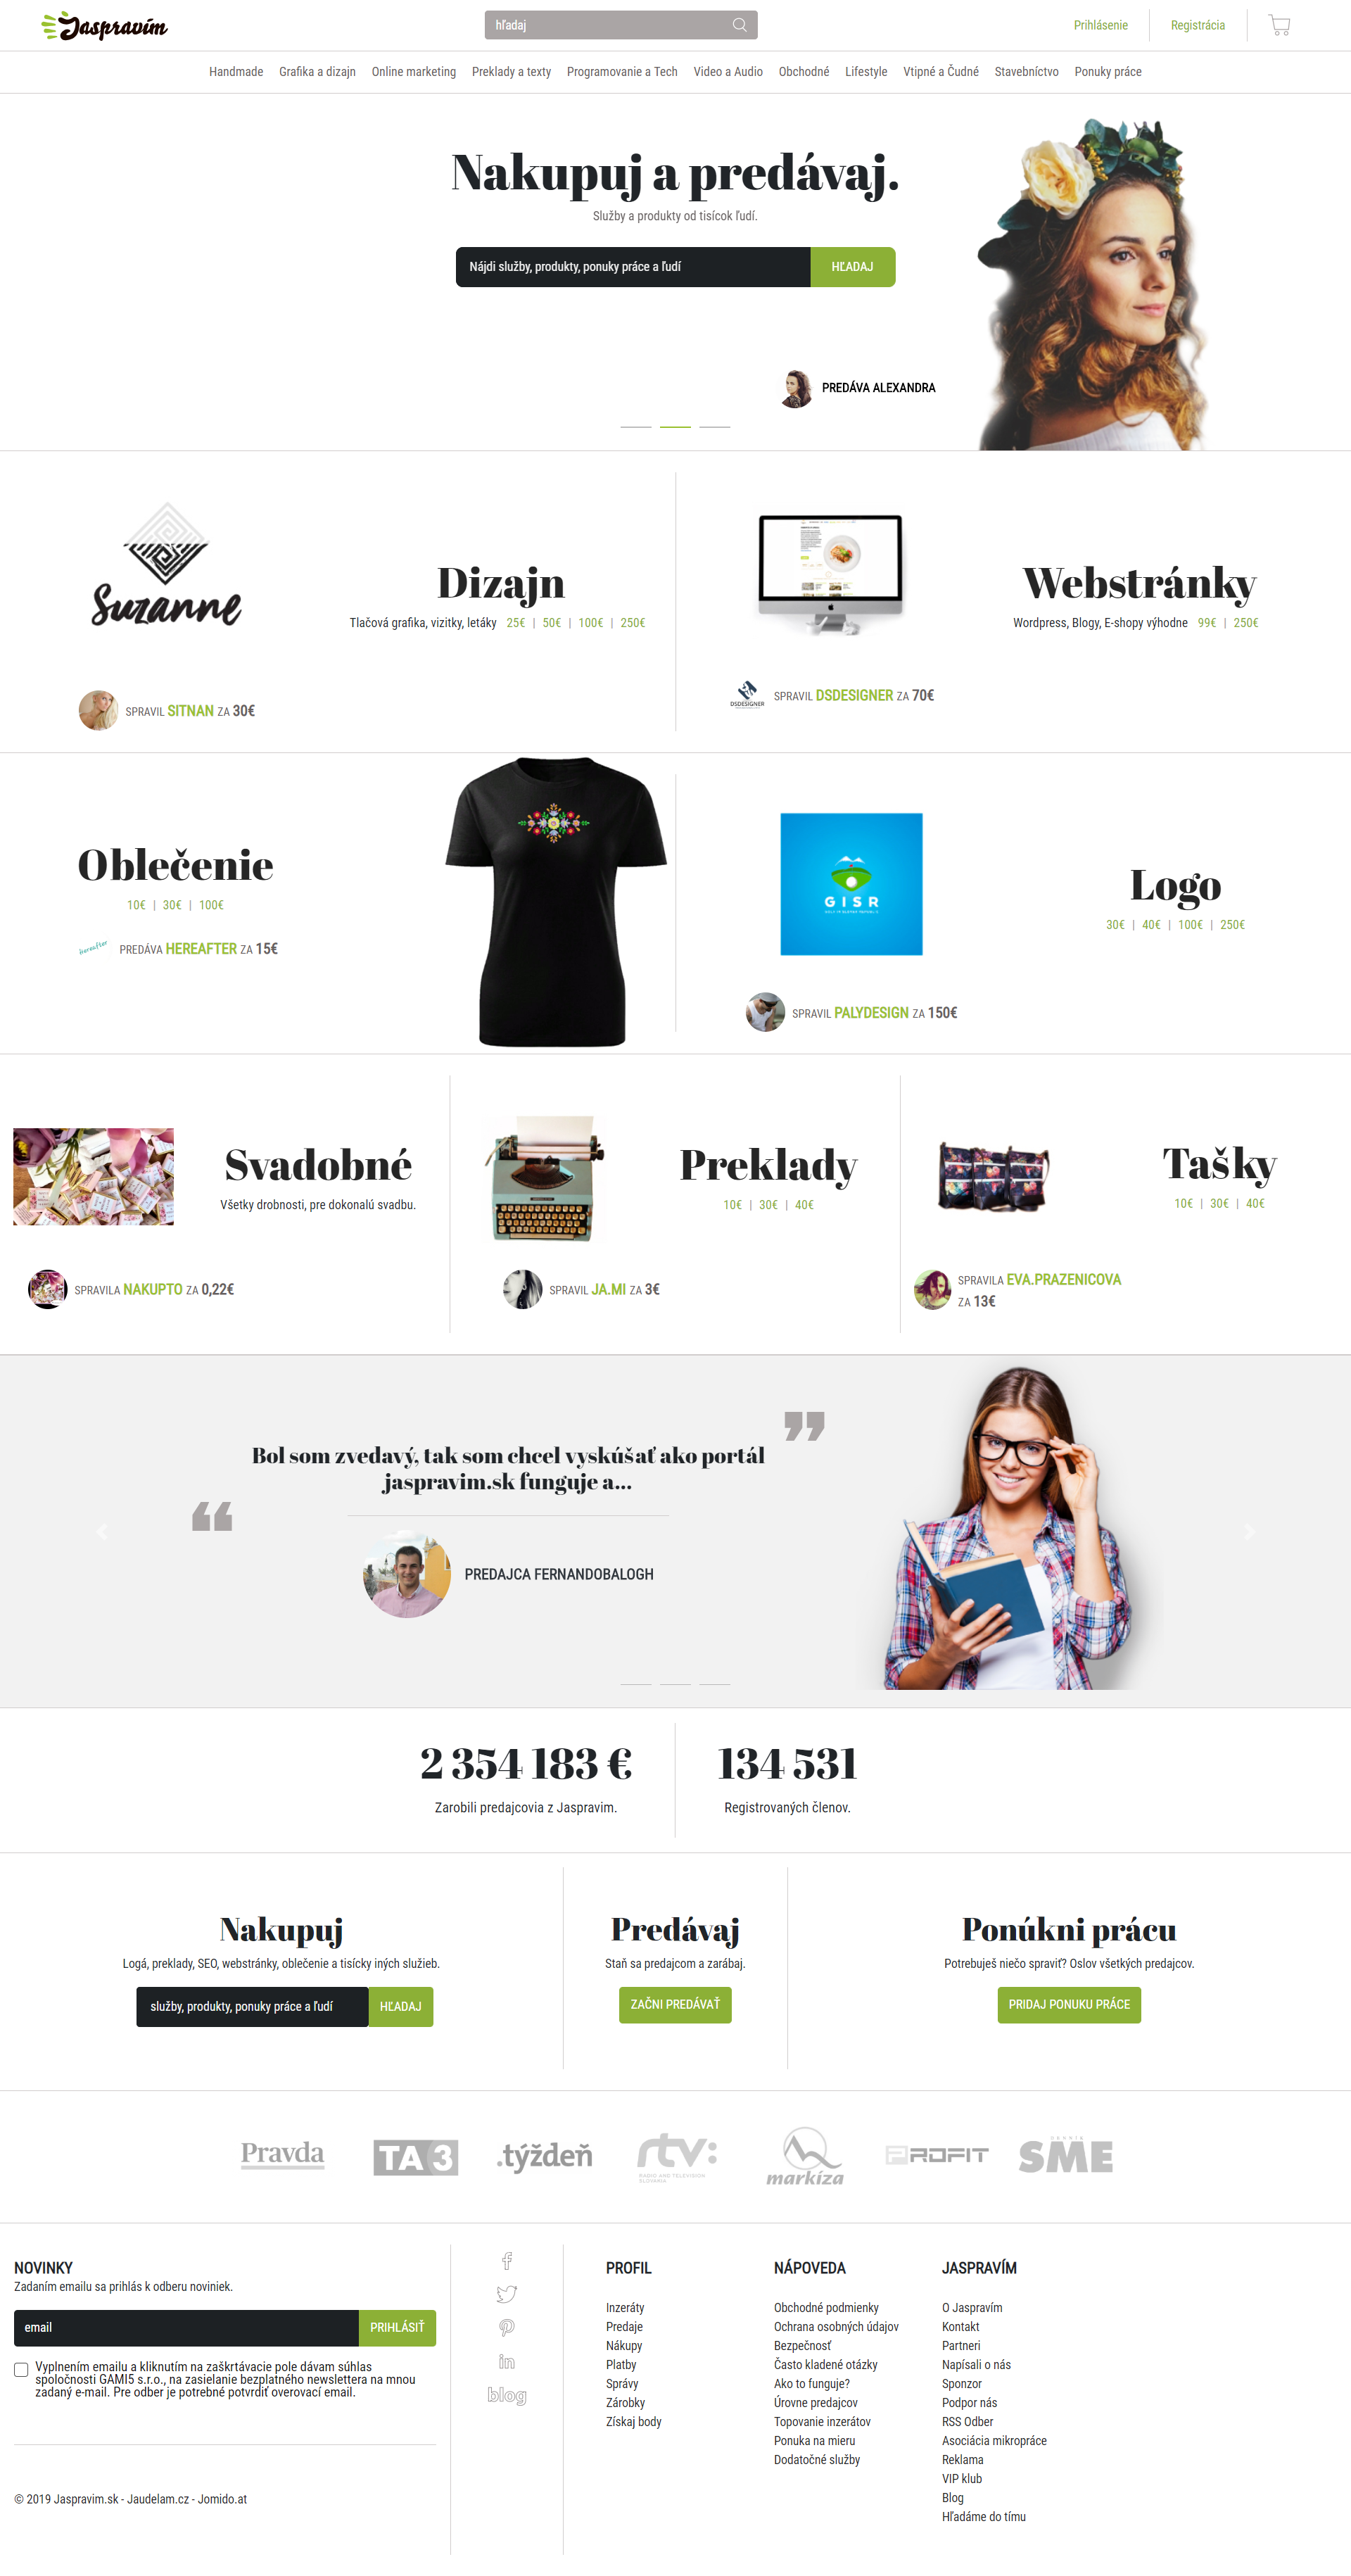 Jaspravím
hľadaj
Prihlásenie
Registrácia
Handmade Grafika a dizajn Online marketing Preklady a texty Programovanie a Tech Video a Audio Obchodné Lifestyle Vtipné a Čudné Stavebníctvo Ponuky práce
Nakupuj a predávaj.
Služby a produkty od tisícok ľudí.
Nájdi služby, produkty, ponuky práce a ľudí
HĽADAJ
PREDÁVA ALEXANDRA
Suzanne
Dizajn
Tlačová grafika, vizitky, letáky 25€ | 50€ | 100€ | 250€
SPRAVIL SITNAN ZA 30€
Webstránky
Wordpress, Blogy, E-shopy výhodne 99€ | 250€
DSDESIGNER
SPRAVIL DSDESIGNER ZA 70€
Oblečenie
10€ | 30€ | 100€
Hereafter
PREDÁVA HEREAFTER ZA 15€
GISR
Logo
30€ | 40€ | 100€ | 250€
SPRAVIL PALYDESIGN ZA 150€
Svadobné
Všetky drobnosti, pre dokonalú svadbu.
SPRAVILA NAKUPTO ZA 0,22€
Preklady
10€ | 30€ | 40€
SPRAVIL JA.MI ZA 3€
Tašky
10€ | 30€ | 40€
SPRAVILA EVA.PRAZENICOVA
ZA 13€
Bol som zvedavý, tak som chcel vyskúšať ako portál
jaspravim.sk funguje a...
PREDAJCA FERNANDOBALOGH
2 354 183 €
Zarobili predajcovia z Jaspravim.
134 531
Registrovaných členov.
Nakupuj
Logá, preklady, SEO, webstránky, oblečenie a tisícky iných služieb.
služby, produkty, ponuky práce a ľudí
HĽADAJ
Predávaj
Staň sa predajcom a zarábaj.
ZAČNI PREDÁVAŤ
Ponúkni prácu
Potrebuješ niečo spraviť? Oslov všetkých predajcov.
PRIDAJ PONUKU PRÁCE
Pravda
TA3
.týždeň
rtv:
RADIO AND TELEVISION
SLOVAKIA
markíza
PROFIT
DENNÍK
SME
NOVINKY
Zadaním emailu sa prihlás k odberu noviniek.
email
PRIHLÁSIŤ
Vyplnením emailu a kliknutím na zaškrtávacie pole dávam súhlas
spoločnosti GAMI5 s.r.o., na zasielanie bezplatného newslettera na mnou
zadaný e-mail. Pre odber je potrebné potvrdiť overovací email.
© 2019 Jaspravim.sk - Jaudelam.cz - Jomido.at
blog
PROFIL
Inzeráty
Predaje
Nákupy
Platby
Správy
Zárobky
Získaj body
NÁPOVEDA
Obchodné podmienky
Ochrana osobných údajov
Bezpečnosť
Často kladené otázky
Ako to funguje?
Úrovne predajcov
Topovanie inzerátov
Ponuka na mieru
Dodatočné služby
JASPRAVÍM
O Jaspravím
Kontakt
Partneri
Napísali o nás
Sponzor
Podpor nás
RSS Odber
Asociácia mikropráce
Reklama
VIP klub
Blog
Hľadáme do tímu